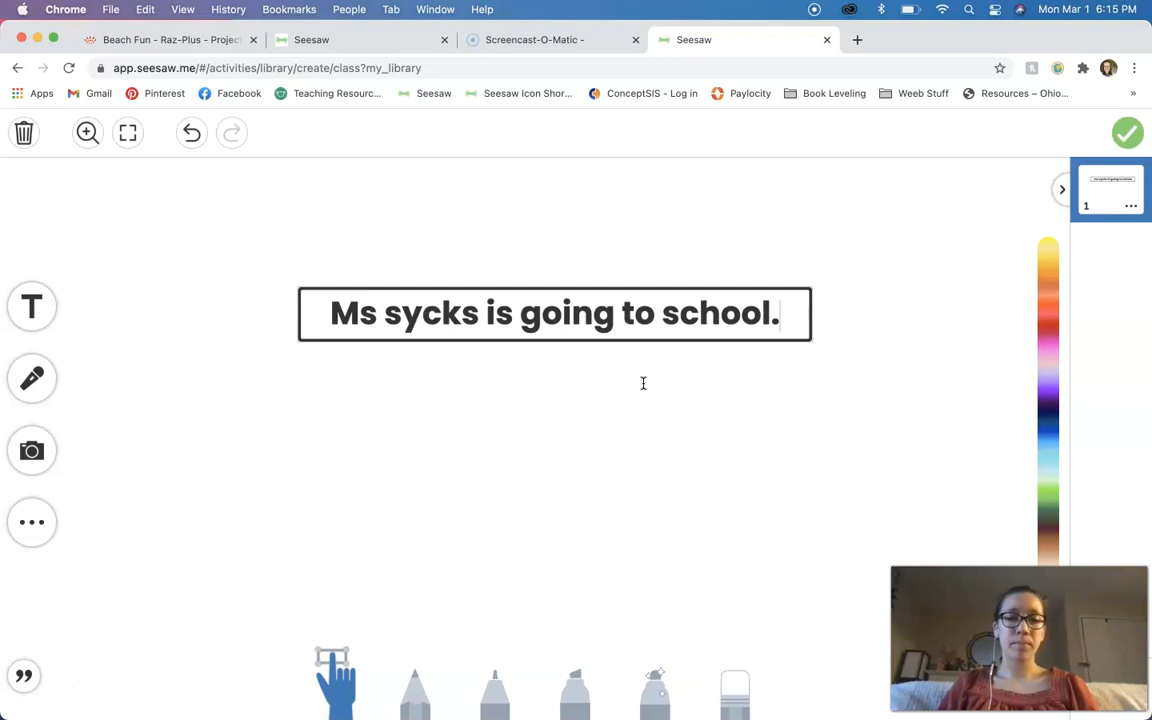 Chrome File Edit View History Bookmarks People Tab Window Help Mon Mar 1 6:15 PM
Beach Fun - Raz-Plus - Project Seesaw Screencast-O-Matic - Seesaw
app.seesaw.me/#/activities/library/create/class?my_library
Apps Gmail Pinterest Facebook Teaching Resourc... Seesaw Seesaw Icon Shor... ConceptSIS - Log in Paylocity Book Leveling Weeb Stuff Resources – Ohio... »
Ms sycks is going to school.
T
1 ...